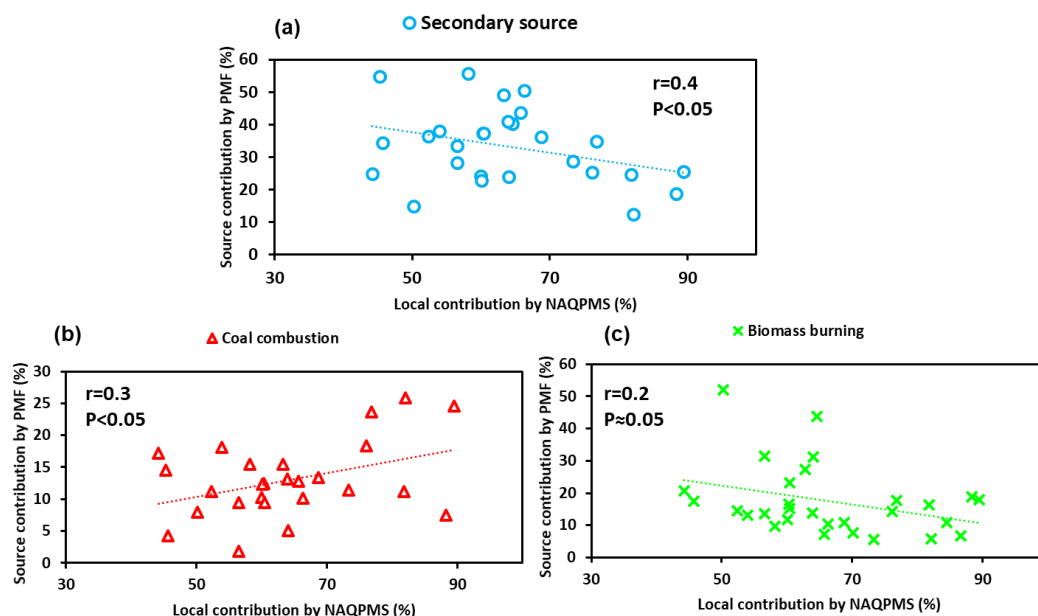 (a)
Secondary source
Source contribution by PMF (%)
60
50
40
30
20
10
0
r=0.4
P<0.05
30
50
70
90
Local contribution by NAQPMS (%)
(b)
Coal combustion
Source contribution by PMF (%)
30
25
20
15
10
5
0
r=0.3
P<0.05
30
50
70
90
Local contribution by NAQPMS (%)
(c)
Biomass burning
Source contribution by PMF (%)
60
50
40
30
20
10
0
r=0.2
P≈0.05
30
50
70
90
Local contribution by NAQPMS (%)